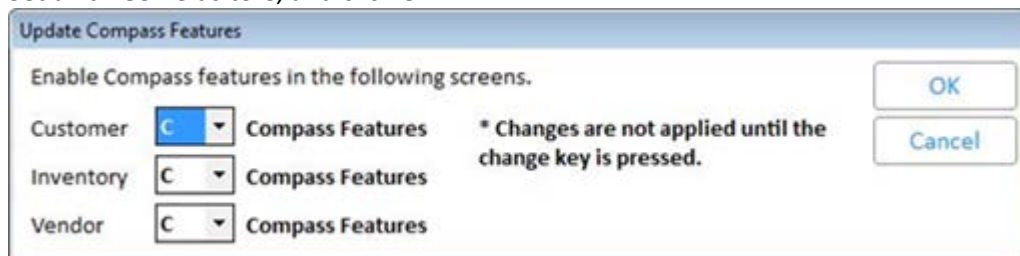 Update Compass Features
Enable Compass features in the following screens.
OK
Customer C Compass Features * Changes are not applied until the
change key is pressed.
Cancel
Inventory C Compass Features
Vendor C Compass Features